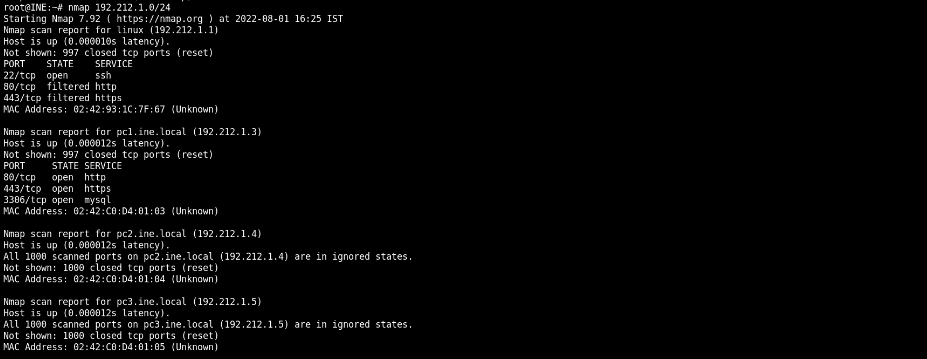 root@INE:~# nmap 192.212.1.0/24
Starting Nmap 7.92 ( https://nmap.org ) at 2022-08-01 16:25 IST
Nmap scan report for linux (192.212.1.1)
Host is up (0.000010s latency).
Not shown: 997 closed tcp ports (reset)
PORT    STATE    SERVICE
22/tcp  open     ssh
80/tcp  filtered http
443/tcp filtered https
MAC Address: 02:42:93:1C:7F:67 (Unknown)

Nmap scan report for pc1.ine.local (192.212.1.3)
Host is up (0.000012s latency).
Not shown: 997 closed tcp ports (reset)
PORT     STATE SERVICE
80/tcp   open  http
443/tcp  open  https
3306/tcp open  mysql
MAC Address: 02:42:C0:D4:01:03 (Unknown)

Nmap scan report for pc2.ine.local (192.212.1.4)
Host is up (0.000012s latency).
All 1000 scanned ports on pc2.ine.local (192.212.1.4) are in ignored states.
Not shown: 1000 closed tcp ports (reset)
MAC Address: 02:42:C0:D4:01:04 (Unknown)

Nmap scan report for pc3.ine.local (192.212.1.5)
Host is up (0.000012s latency).
All 1000 scanned ports on pc3.ine.local (192.212.1.5) are in ignored states.
Not shown: 1000 closed tcp ports (reset)
MAC Address: 02:42:C0:D4:01:05 (Unknown)